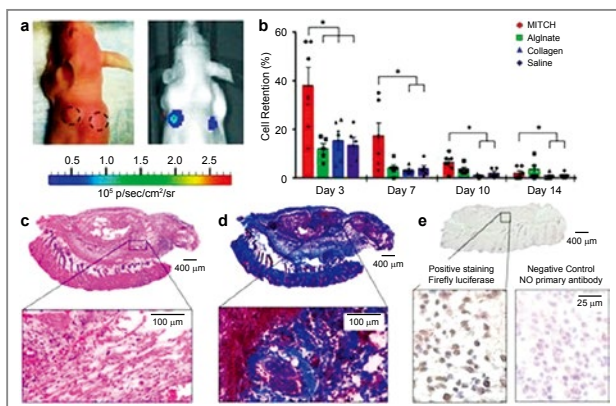 a
b
60
40
20
0
Cell Retention (%)
*
*
*
*
MITCH
Alginate
Collagen
Saline
Day 3
Day 7
Day 10
Day 14
0.5
1.0
2.0
2.5
10⁵ p/sec/cm²/sr
c
400 μm
100 μm
d
400 μm
100 μm
e
400 μm
Positive staining
Firefly luciferase
Negative Control
NO primary antibody
25 μm